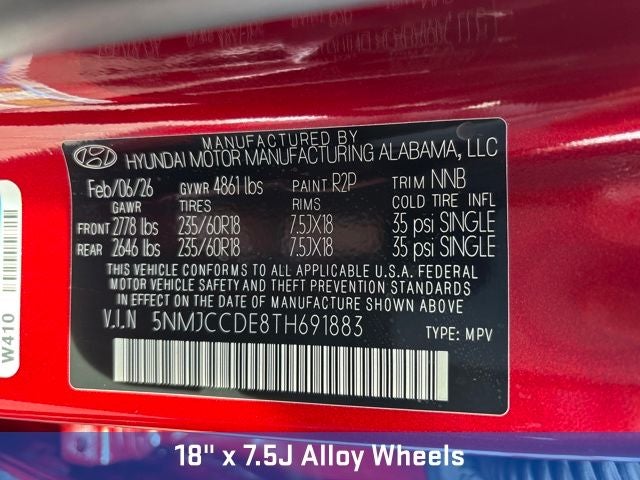 MANUFACTURED BY
HYUNDAI MOTOR MANUFACTURING ALABAMA, LLC
Feb/06/26 GVWR 4861 lbs PAINT R2P TRIM NNB
GAWR TIRES RIMS COLD TIRE INFL
FRONT 2778 lbs 235/60R18 7.5JX18 35 psi SINGLE
REAR 2646 lbs 235/60R18 7.5JX18 35 psi SINGLE
THIS VEHICLE CONFORMS TO ALL APPLICABLE U.S.A. FEDERAL
MOTOR VEHICLE SAFETY, BUMPER, AND THEFT PREVENTION STANDARDS
IN EFFECT ON THE DATE OF MANUFACTURE SHOWN ABOVE
V.I.N 5NMJCCDE8TH691883 TYPE: MPV
W410
18" x 7.5J Alloy Wheels